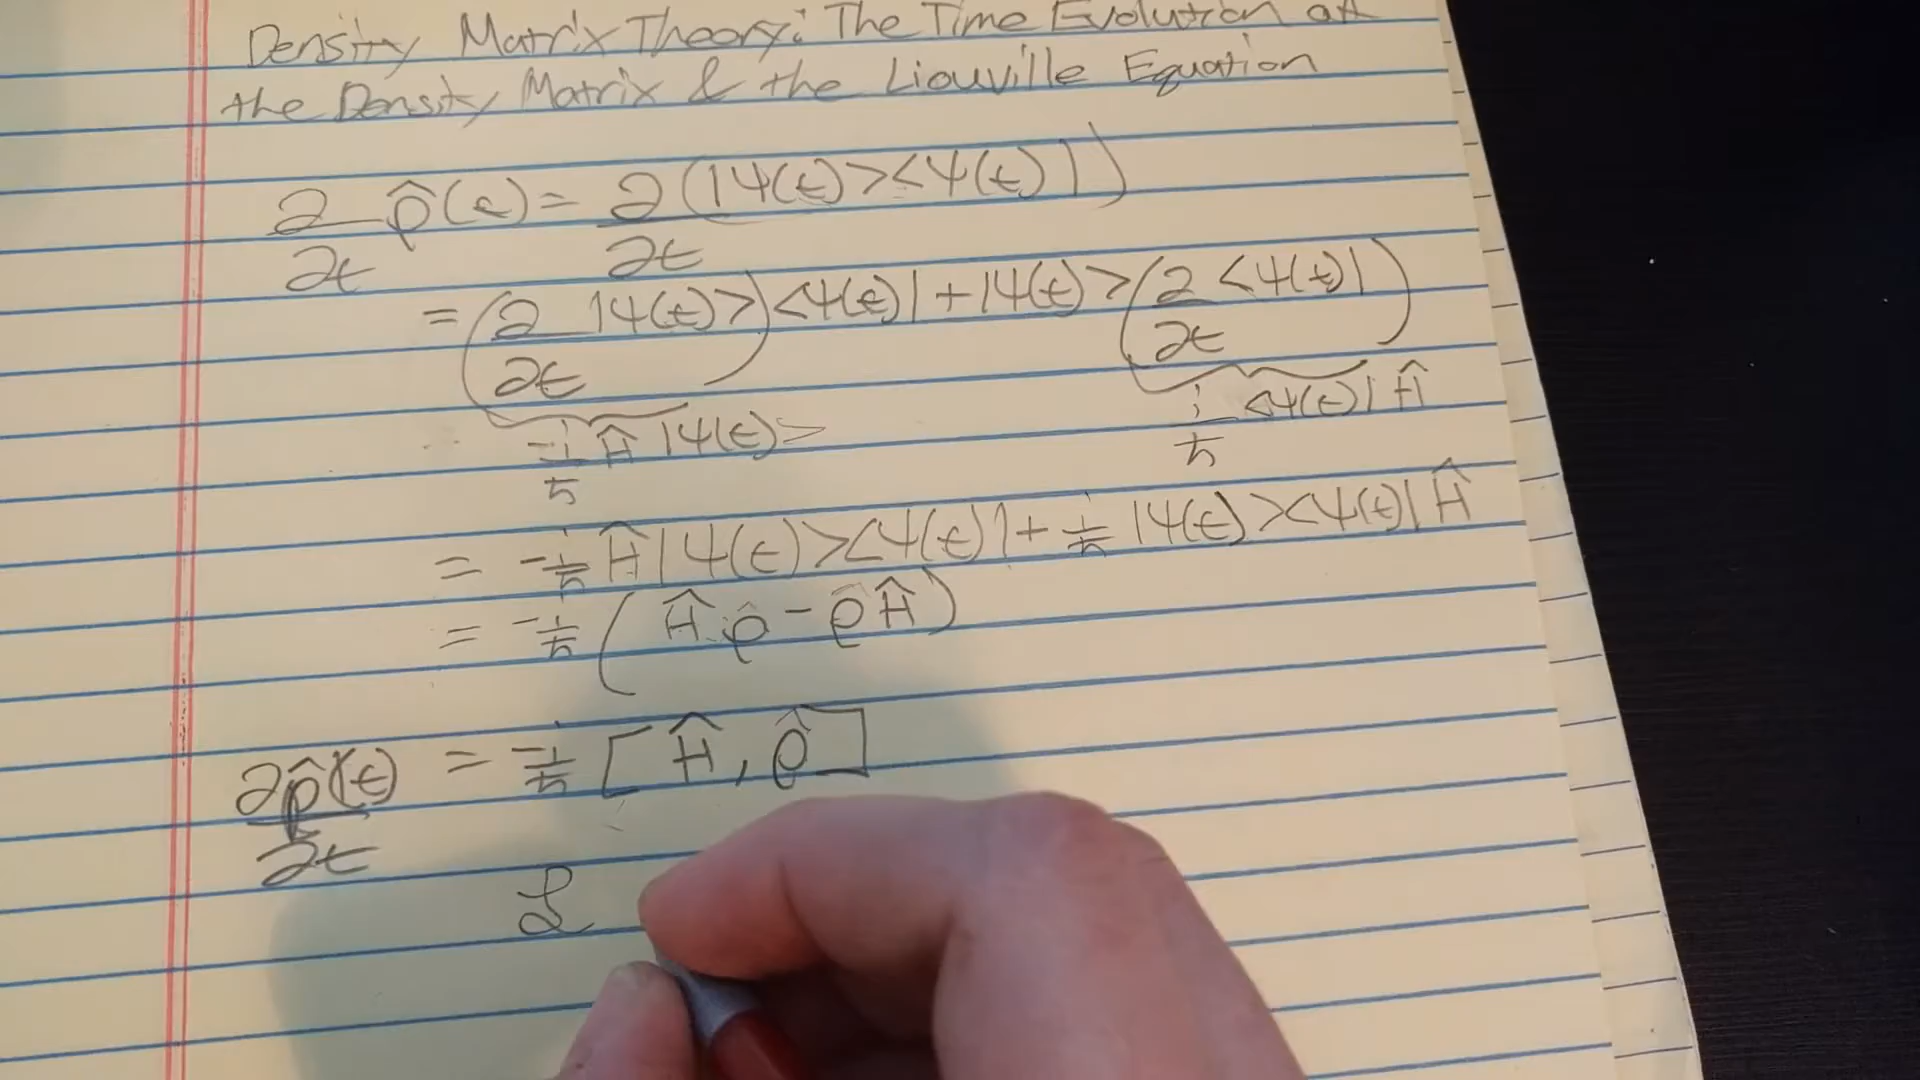 Density Matrix Theory: The Time Evolution of
the Density Matrix & the Liouville Equation
∂/∂t ρ̂(t) = ∂/∂t (|Ψ(t)><Ψ(t)|)
= (∂/∂t |Ψ(t)>)<Ψ(t)| + |Ψ(t)>(∂/∂t <Ψ(t)|)
-i/ħ Ĥ |Ψ(t)> i/ħ <Ψ(t)| Ĥ
= -i/ħ Ĥ|Ψ(t)><Ψ(t)| + i/ħ |Ψ(t)><Ψ(t)|Ĥ
= -i/ħ (Ĥρ̂ - ρ̂Ĥ)
∂ρ̂(t)/∂t = -i/ħ [Ĥ, ρ̂]
ℒ